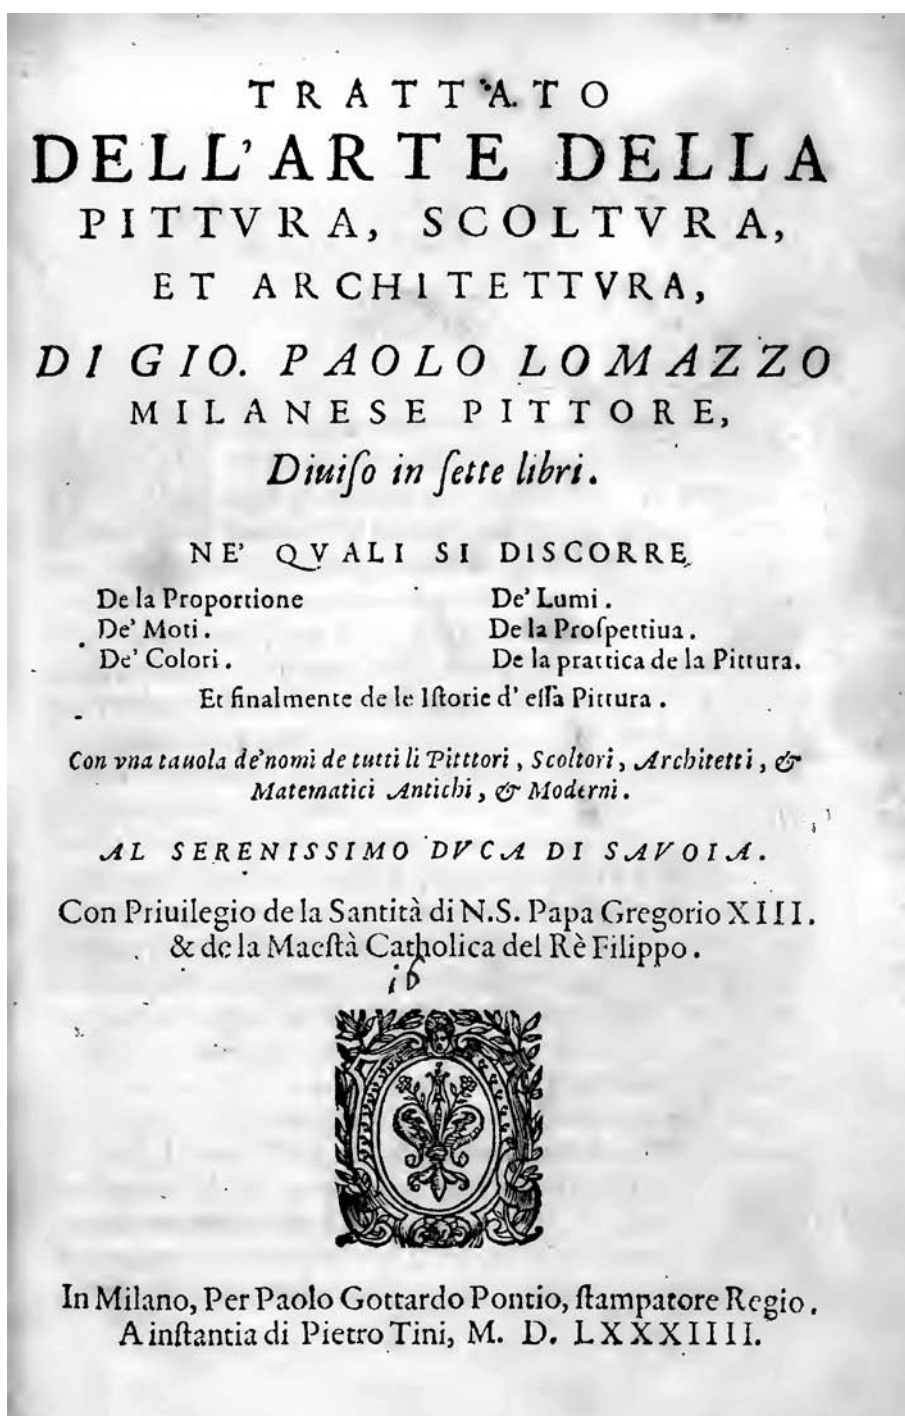 TRATTATO
DELL'ARTE DELLA
PITTVRA, SCOLTVRA,
ET ARCHITETTVRA,
DI GIO. PAOLO LOMAZZO
MILANESE PITTORE,
Diuiſo in ſette libri.
NE' QVALI SI DISCORRE
De la Proportione
De' Moti.
De' Colori.
De' Lumi.
De la Proſpettiua.
De la prattica de la Pittura.
Et finalmente de le Iſtorie d' eſſa Pittura.
Con vna tauola de' nomi de tutti li Pitttori, Scoltori, Architetti, &
Matematici Antichi, & Moderni.
AL SERENISSIMO DVCA DI SAVOIA.
Con Priuilegio de la Santità di N.S. Papa Gregorio XIII.
& de la Maeſtà Catholica del Rè Filippo.
In Milano, Per Paolo Gottardo Pontio, ſtampatore Regio.
A inſtantia di Pietro Tini, M. D. LXXXIIII.